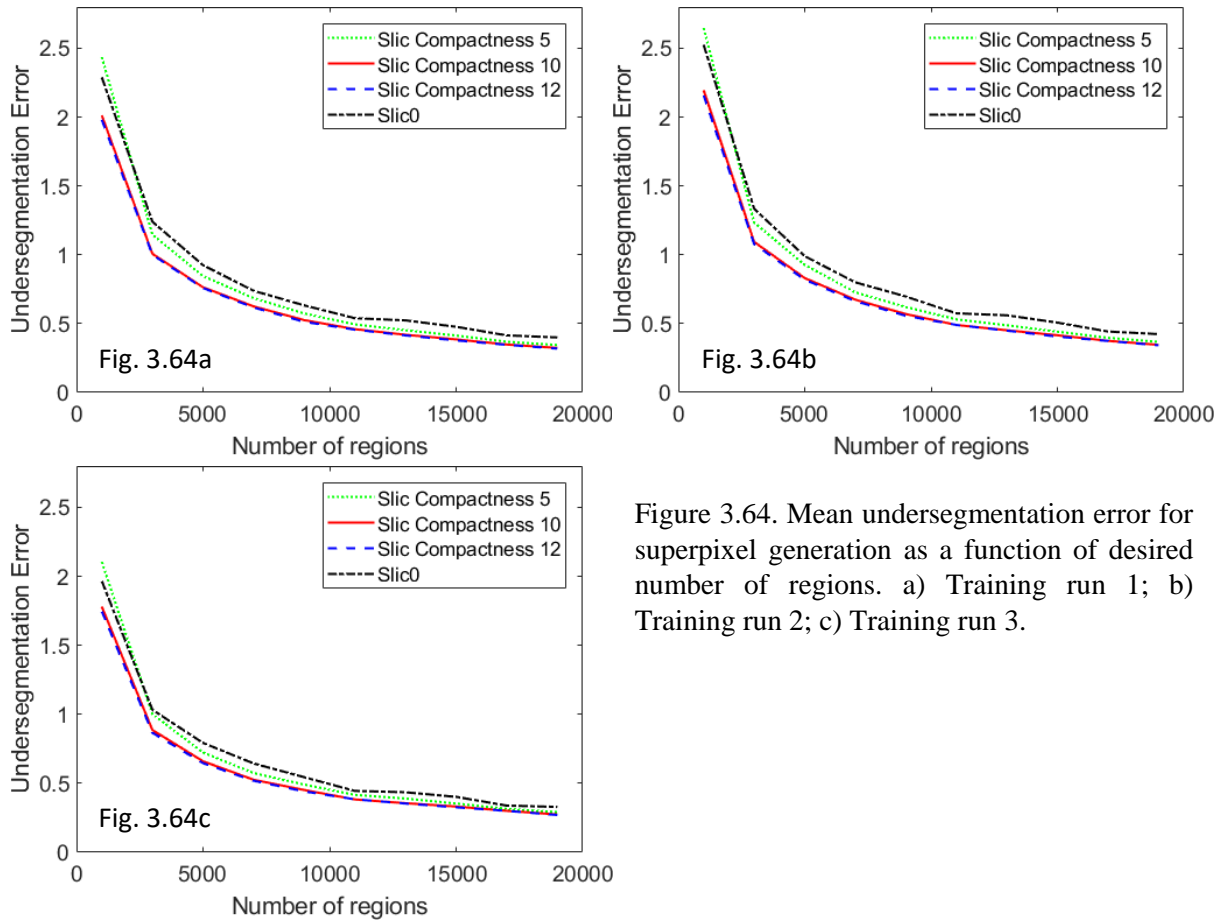 2.5
2
1.5
1
0.5
0
Undersegmentation Error
Slic Compactness 5
Slic Compactness 10
Slic Compactness 12
Slic0
Fig. 3.64a
0 5000 10000 15000 20000
Number of regions
2.5
2
1.5
1
0.5
0
Undersegmentation Error
Slic Compactness 5
Slic Compactness 10
Slic Compactness 12
Slic0
Fig. 3.64b
0 5000 10000 15000 20000
Number of regions
2.5
2
1.5
1
0.5
0
Undersegmentation Error
Slic Compactness 5
Slic Compactness 10
Slic Compactness 12
Slic0
Fig. 3.64c
0 5000 10000 15000 20000
Number of regions
Figure 3.64. Mean undersegmentation error for
superpixel generation as a function of desired
number of regions. a) Training run 1; b)
Training run 2; c) Training run 3.